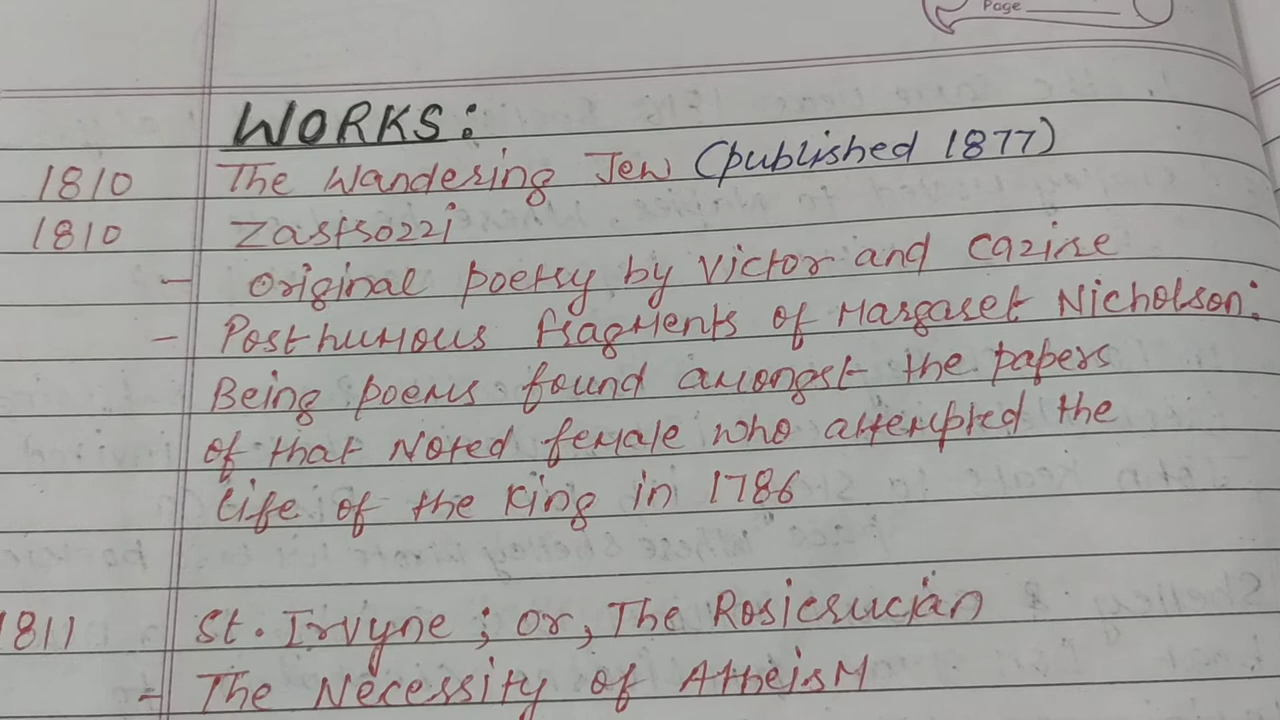 Page
WORKS:
1810 The Wandering Jew (published 1877)
1810 Zastrozzi
- Original poetry by Victor and Cazire
- Posthumous fragments of Margaret Nicholson:
Being poems found amongst the papers
of that Noted female who attempted the
life of the King in 1786
1811 St. Irvyne ; or, The Rosicrucian
- The Necessity of Atheism